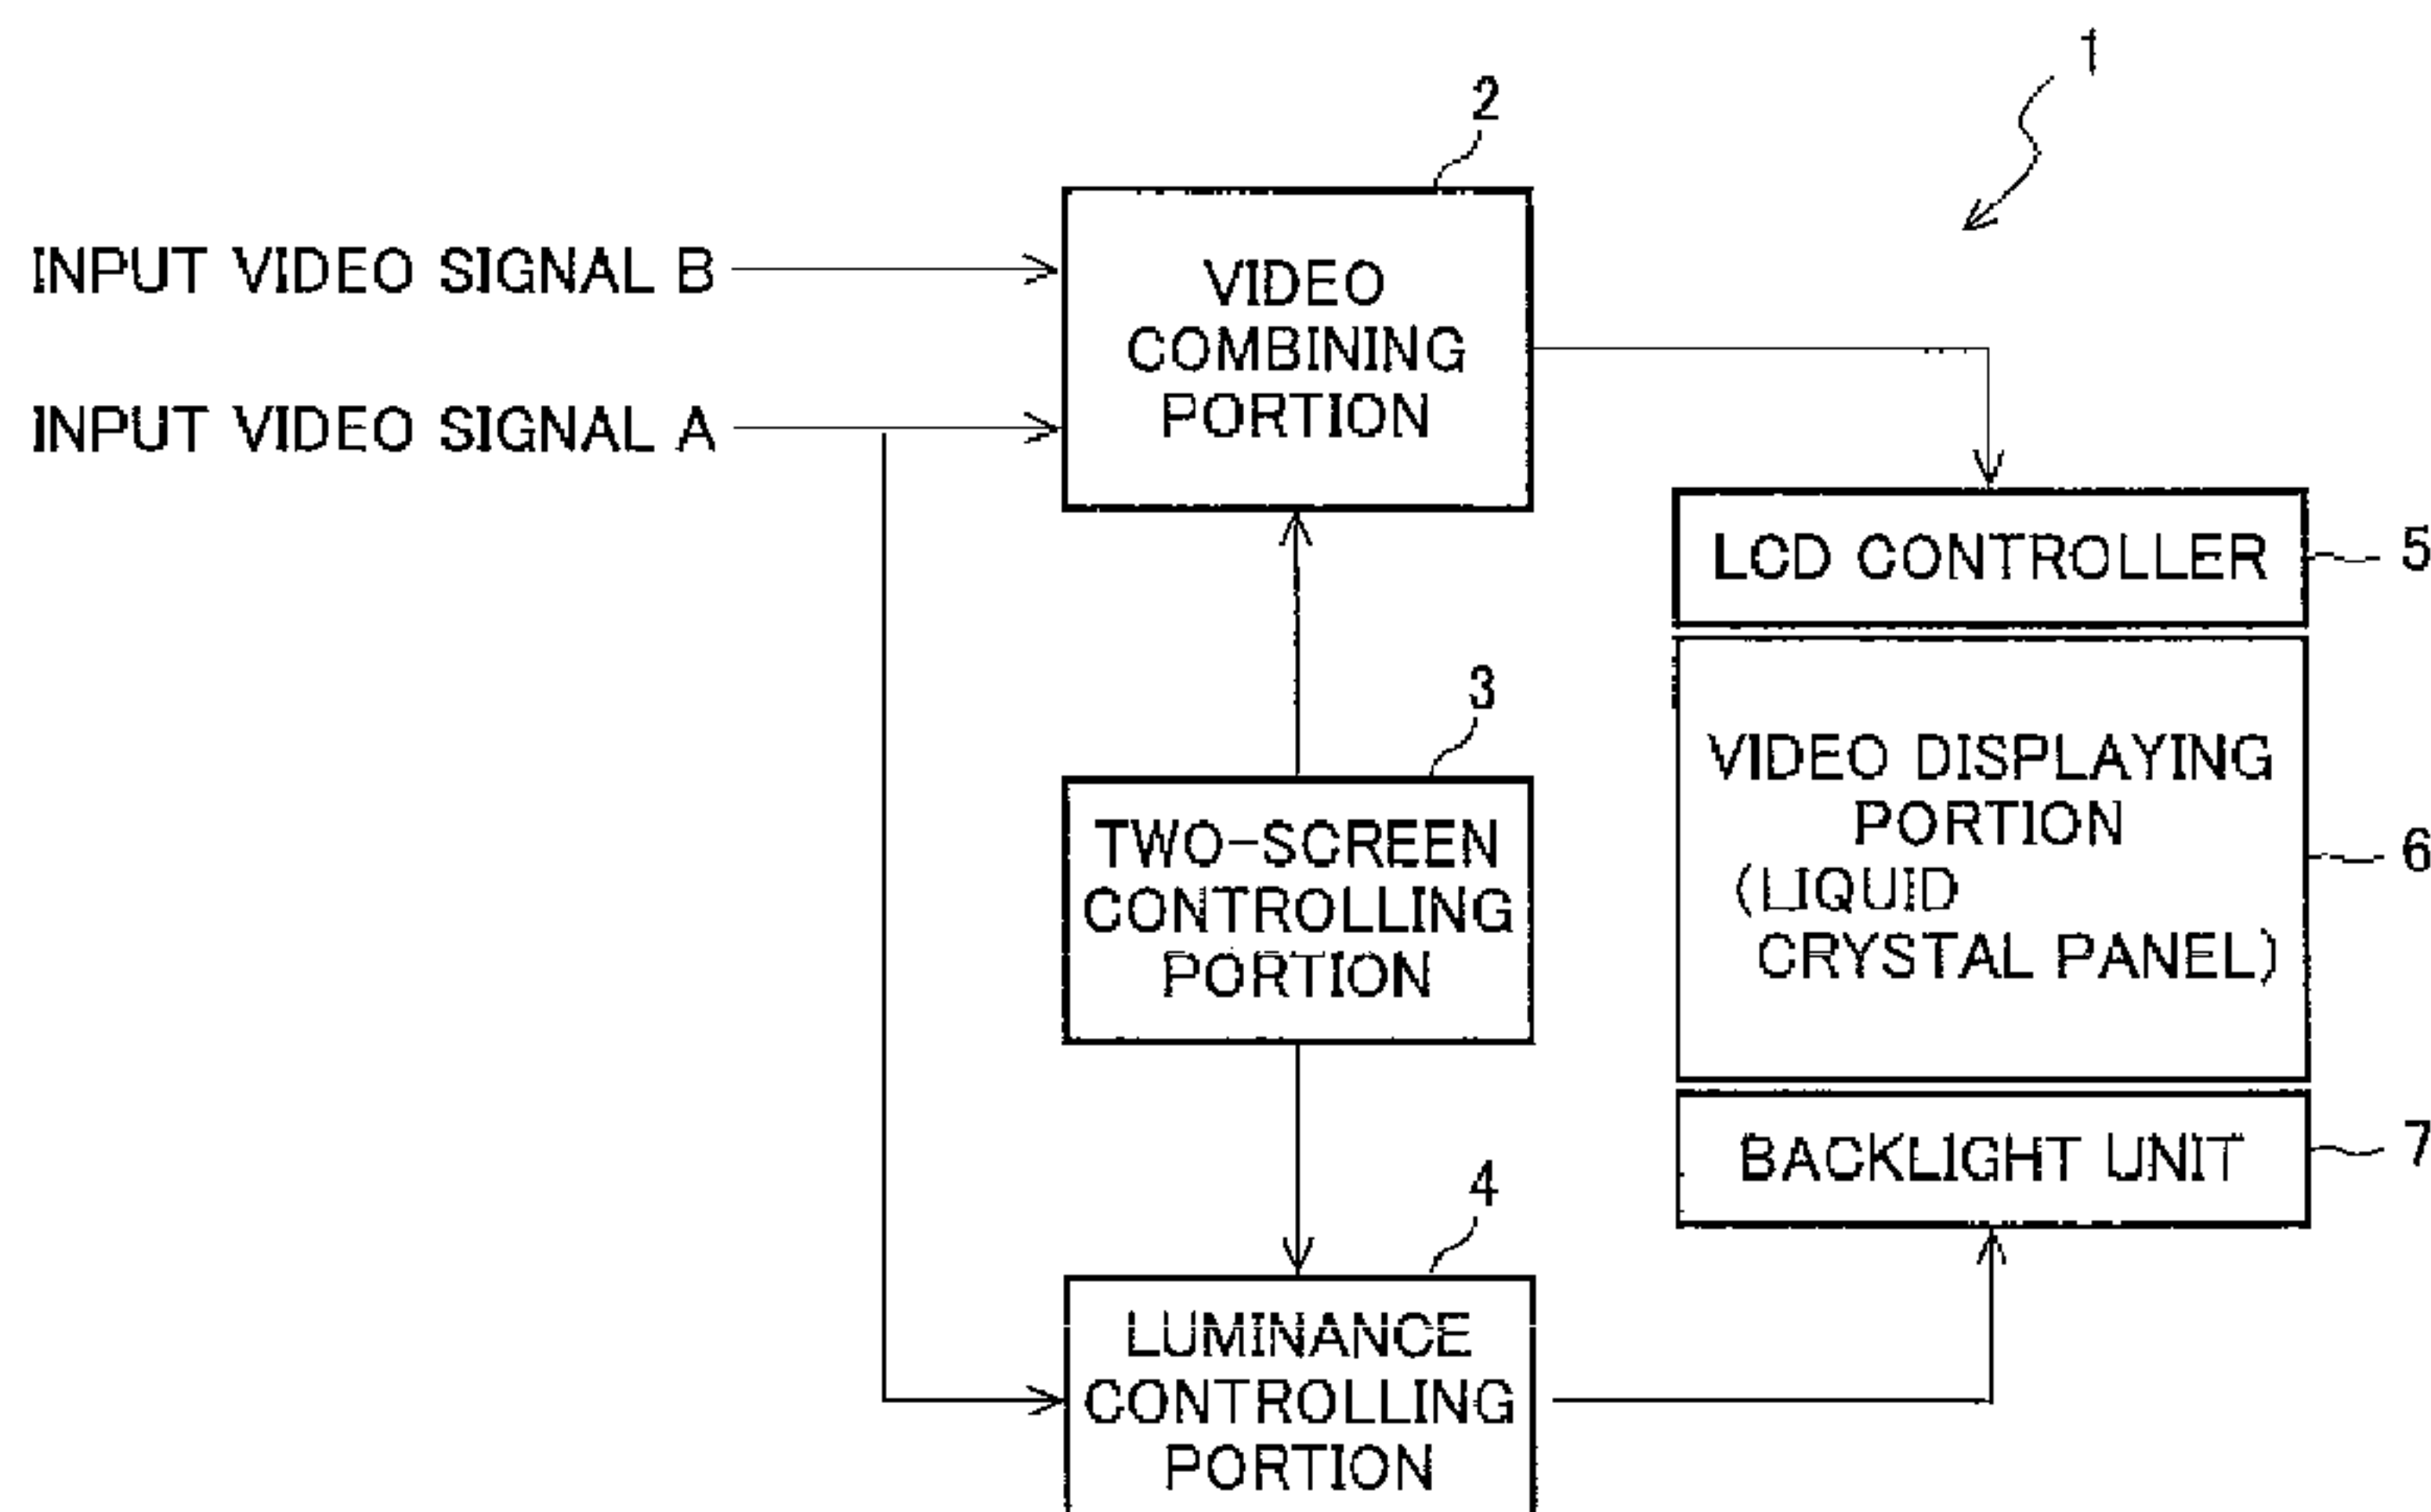 1
2
INPUT VIDEO SIGNAL B
VIDEO
COMBINING
PORTION
INPUT VIDEO SIGNAL A
LCD CONTROLLER
5
3
VIDEO DISPLAYING
PORTION
(LIQUID
CRYSTAL PANEL)
6
TWO-SCREEN
CONTROLLING
PORTION
BACKLIGHT UNIT
7
4
LUMINANCE
CONTROLLING
PORTION